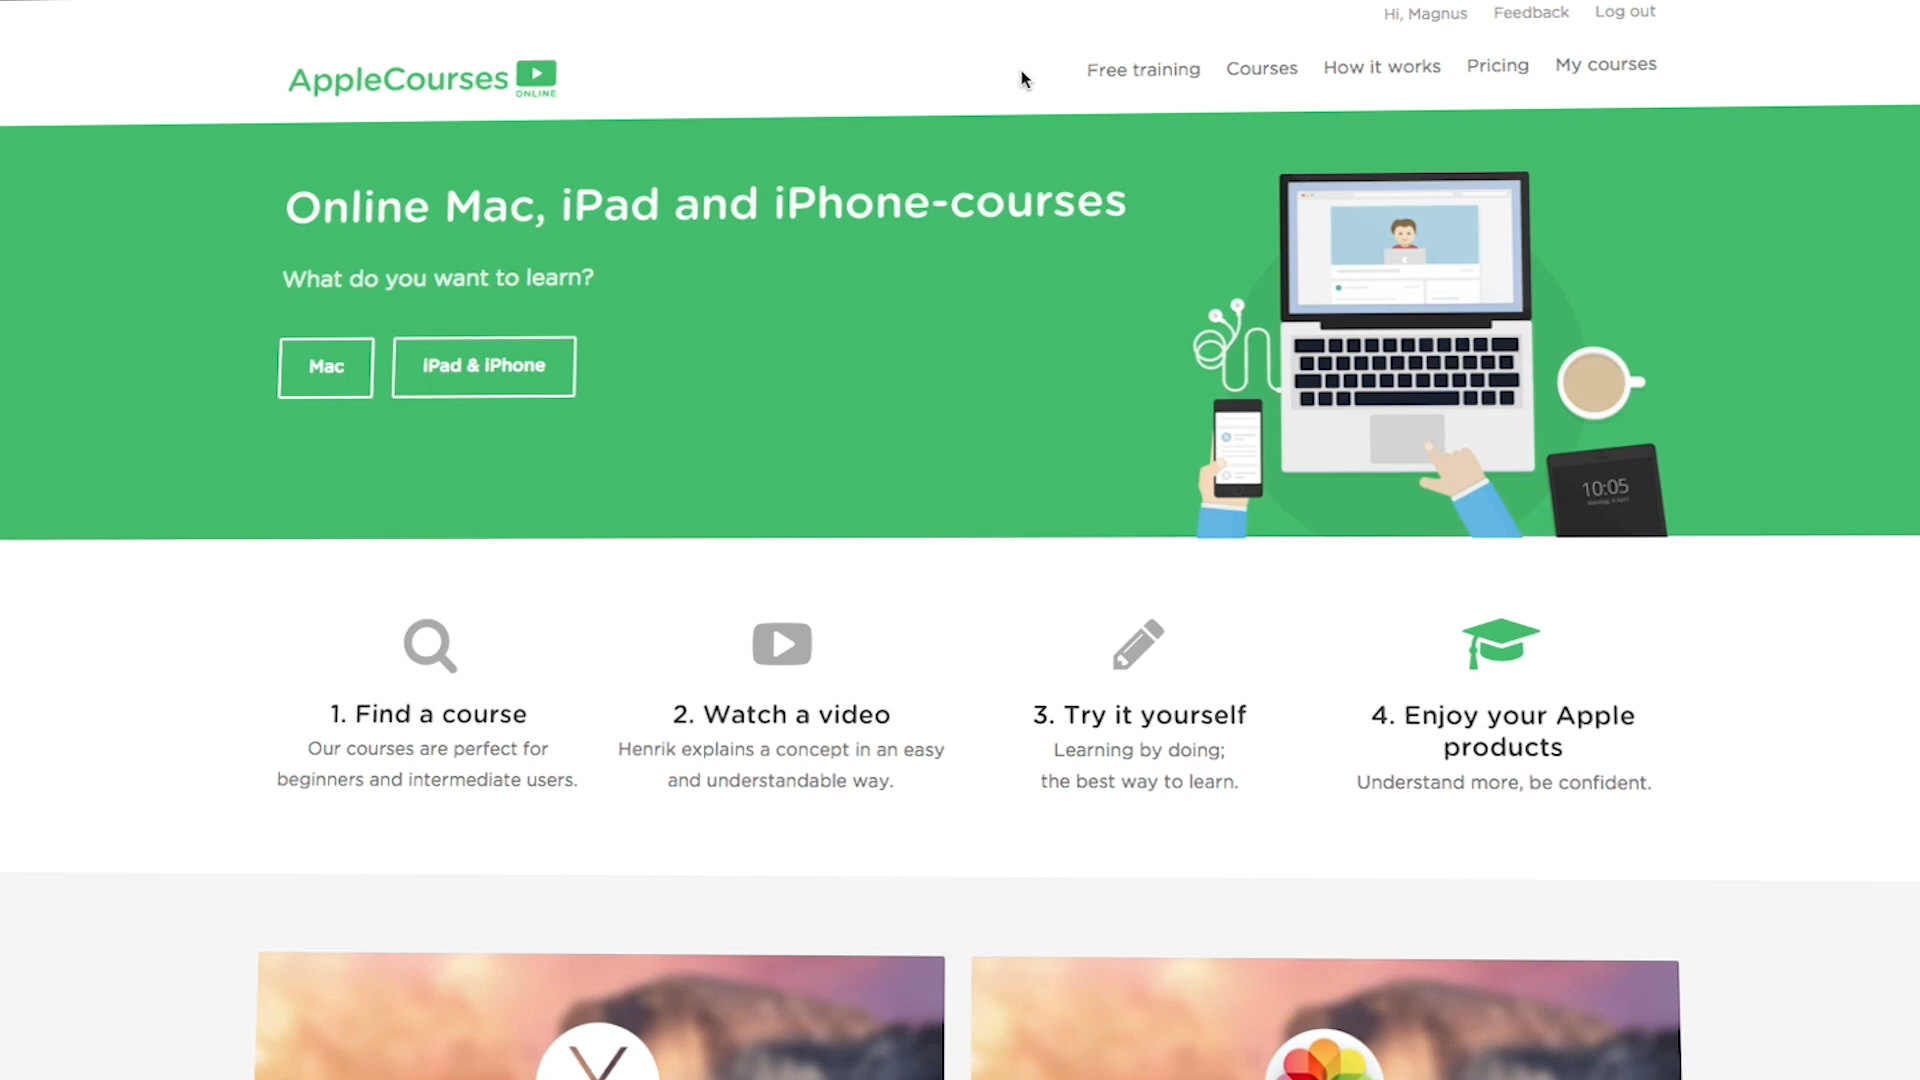 Hi, Magnus Feedback Log out
AppleCourses
ONLINE
Free training Courses How it works Pricing My courses
Online Mac, iPad and iPhone-courses
What do you want to learn?
Mac iPad & iPhone
10:05
1. Find a course
Our courses are perfect for
beginners and intermediate users.
2. Watch a video
Henrik explains a concept in an easy
and understandable way.
3. Try it yourself
Learning by doing;
the best way to learn.
4. Enjoy your Apple
products
Understand more, be confident.